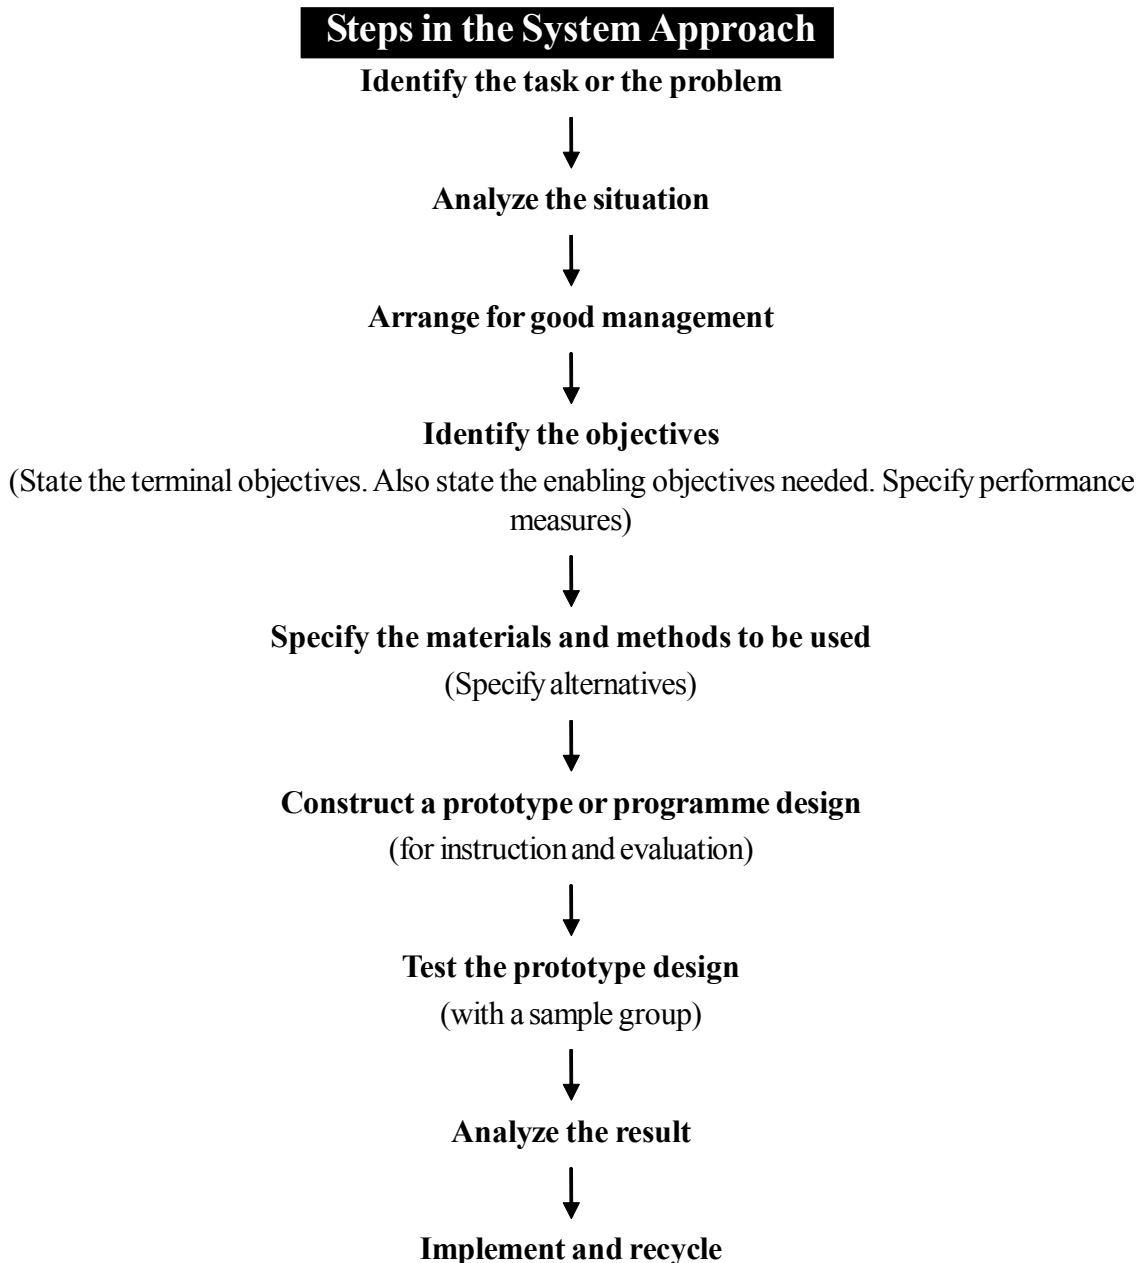 Steps in the System Approach
Identify the task or the problem
Analyze the situation
Arrange for good management
Identify the objectives
(State the terminal objectives. Also state the enabling objectives needed. Specify performance
measures)
Specify the materials and methods to be used
(Specify alternatives)
Construct a prototype or programme design
(for instruction and evaluation)
Test the prototype design
(with a sample group)
Analyze the result
Implement and recycle